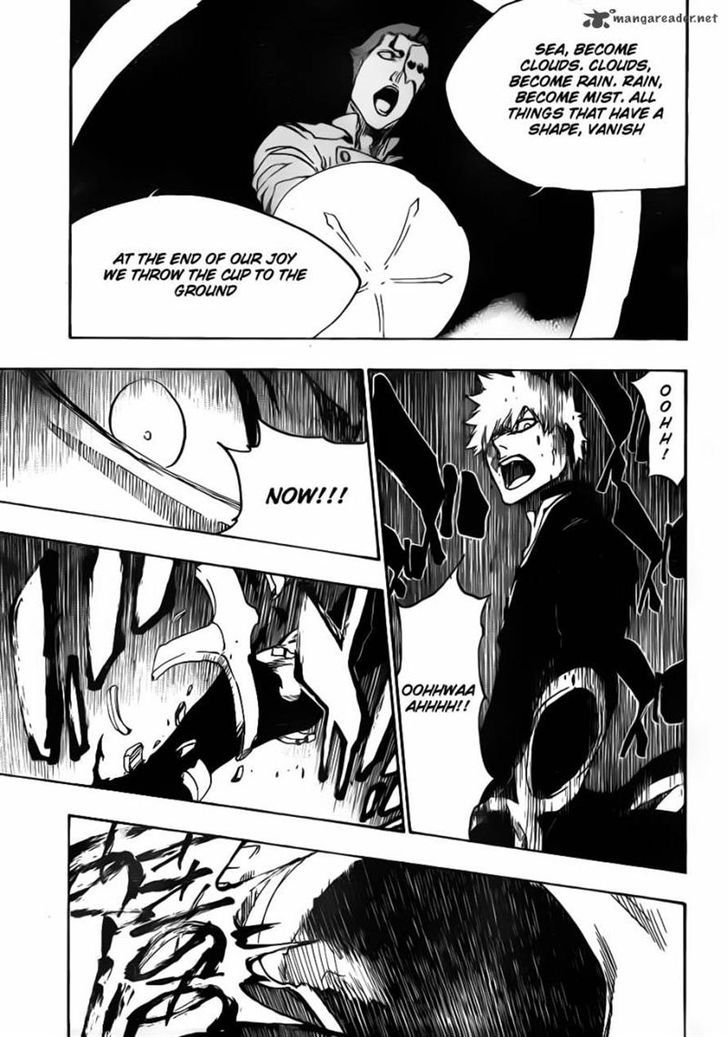 mangareader.net
SEA, BECOME
CLOUDS. CLOUDS,
BECOME RAIN. RAIN,
BECOME MIST. ALL
THINGS THAT HAVE A
SHAPE, VANISH
AT THE END OF OUR JOY
WE THROW THE CUP TO THE
GROUND
OOHH!
NOW!!!
OOHHWAA
AHHHH!!